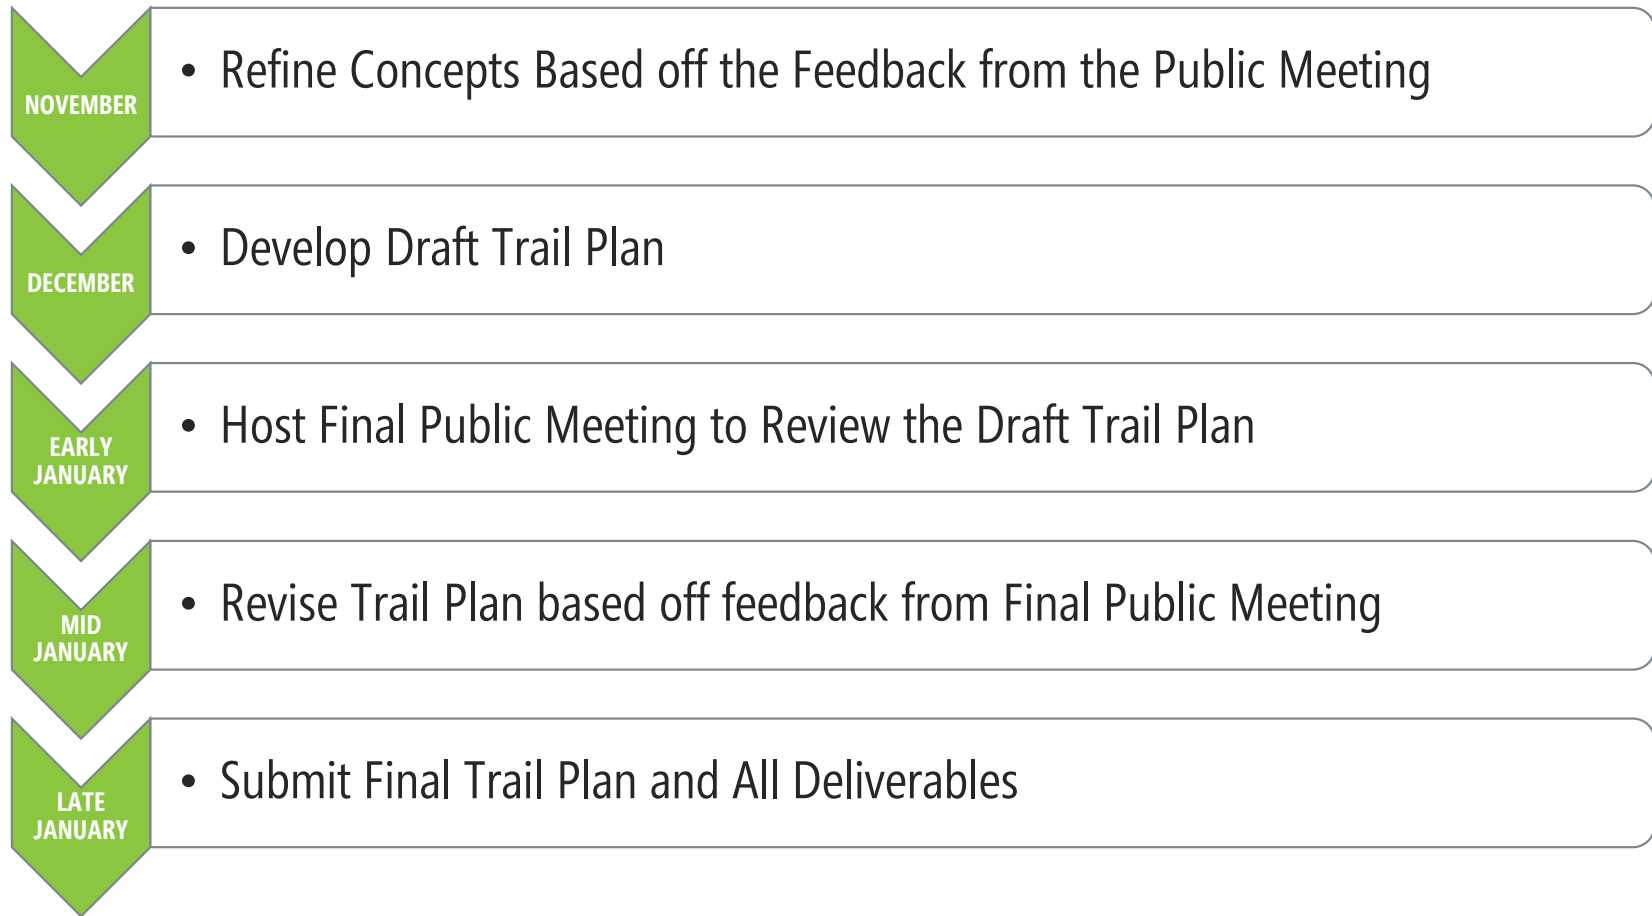 NOVEMBER
• Refine Concepts Based off the Feedback from the Public Meeting
DECEMBER
• Develop Draft Trail Plan
EARLY
JANUARY
• Host Final Public Meeting to Review the Draft Trail Plan
MID
JANUARY
• Revise Trail Plan based off feedback from Final Public Meeting
LATE
JANUARY
• Submit Final Trail Plan and All Deliverables